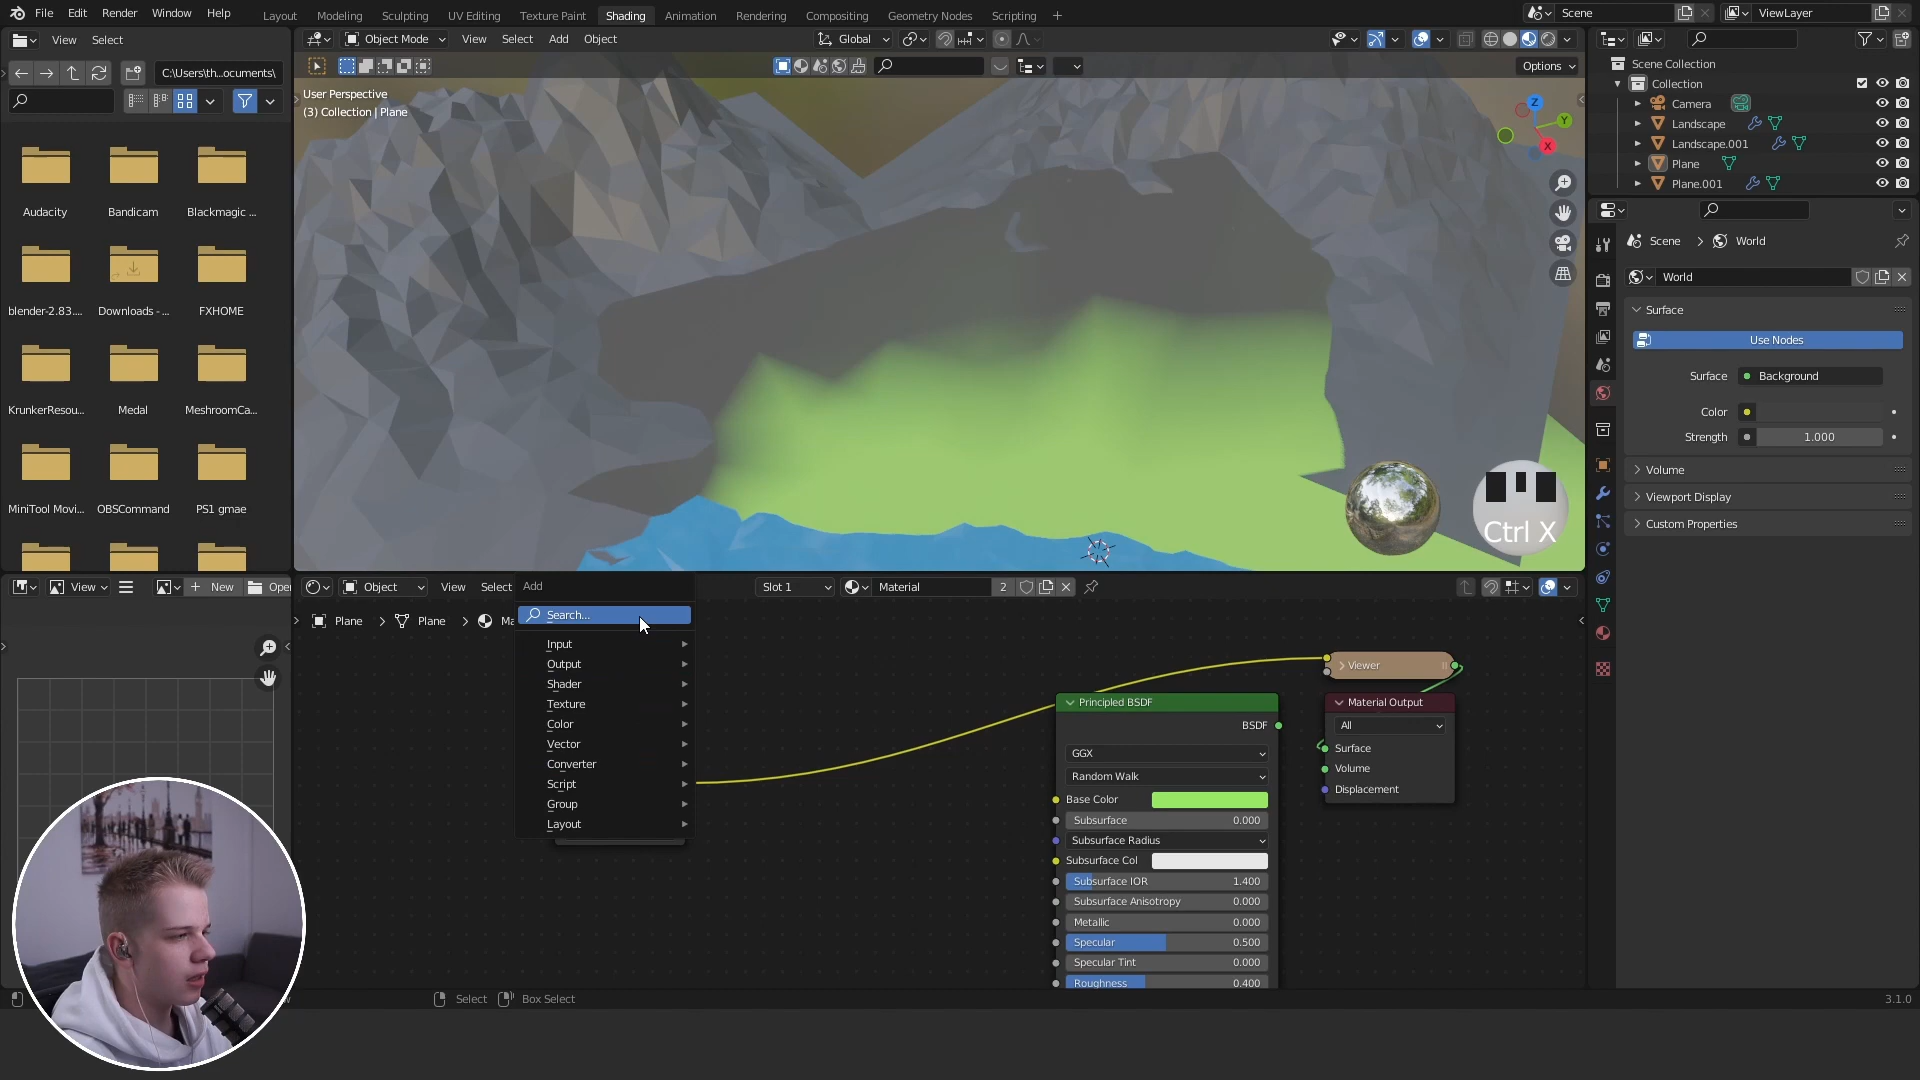 File Edit Render Window Help
Layout Modeling Sculpting UV Editing Texture Paint Shading Animation Rendering Compositing Geometry Nodes Scripting +
Scene
ViewLayer
View Select
Object Mode View Select Add Object
Global
C:\Users\th...ocuments\
Options
User Perspective
(3) Collection | Plane
Z
Y
X
Audacity
Bandicam
Blackmagic ...
blender-2.83....
Downloads - ...
FXHOME
KrunkerResou...
Medal
MeshroomCa...
MiniTool Movi...
OBSCommand
PS1 gmae
Ctrl X
Scene Collection
Collection
Camera
Landscape
Landscape.001
Plane
Plane.001
Scene > World
World
Surface
Use Nodes
Surface Background
Color
Strength 1.000
Volume
Viewport Display
Custom Properties
View
+ New
Ope
Object View Select
Slot 1
Material 2
Plane > Plane > Ma
Add
Search...
Input
Output
Shader
Texture
Color
Vector
Converter
Script
Group
Layout
Viewer
Principled BSDF
BSDF
GGX
Random Walk
Base Color
Subsurface 0.000
Subsurface Radius
Subsurface Col
Subsurface IOR 1.400
Subsurface Anisotropy 0.000
Metallic 0.000
Specular 0.500
Specular Tint 0.000
Roughness 0.400
Material Output
All
Surface
Volume
Displacement
Select
Box Select
3.1.0